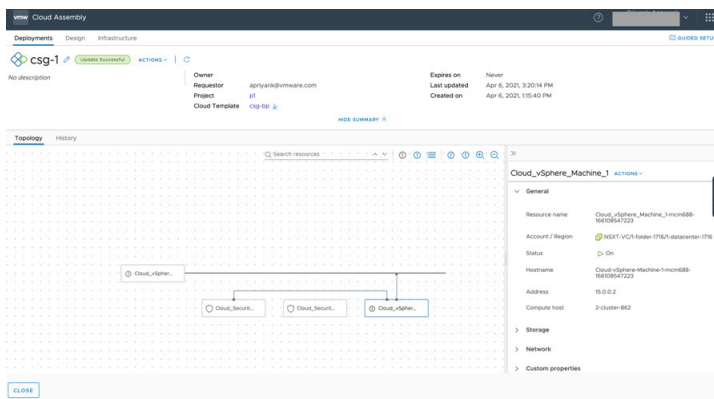 vmw Cloud Assembly
Deployments Design Infrastructure
GUIDED SETU
csg-1 Update Successful ACTIONS
No description
Owner
Requestor apriyank@vmware.com
Project p1
Cloud Template csg-bp
Expires on Never
Last updated Apr 6, 2021, 3:20:14 PM
Created on Apr 6, 2021, 1:15:40 PM
HIDE SUMMARY
Topology History
Search resources
Cloud_vSpher...
Cloud_Securit...
Cloud_Securit...
Cloud_vSpher...
Cloud_vSphere_Machine_1 ACTIONS
General
Resource name Cloud_vSphere_Machine_1-mcm688-
166108547223
Account / Region NSXT-VC/1-folder-1716/1-datacenter-1716
Status On
Hostname Cloud-vSphere-Machine-1-mcm688-
166108547223
Address 15.0.0.2
Compute host 2-cluster-862
Storage
Network
Custom properties
CLOSE